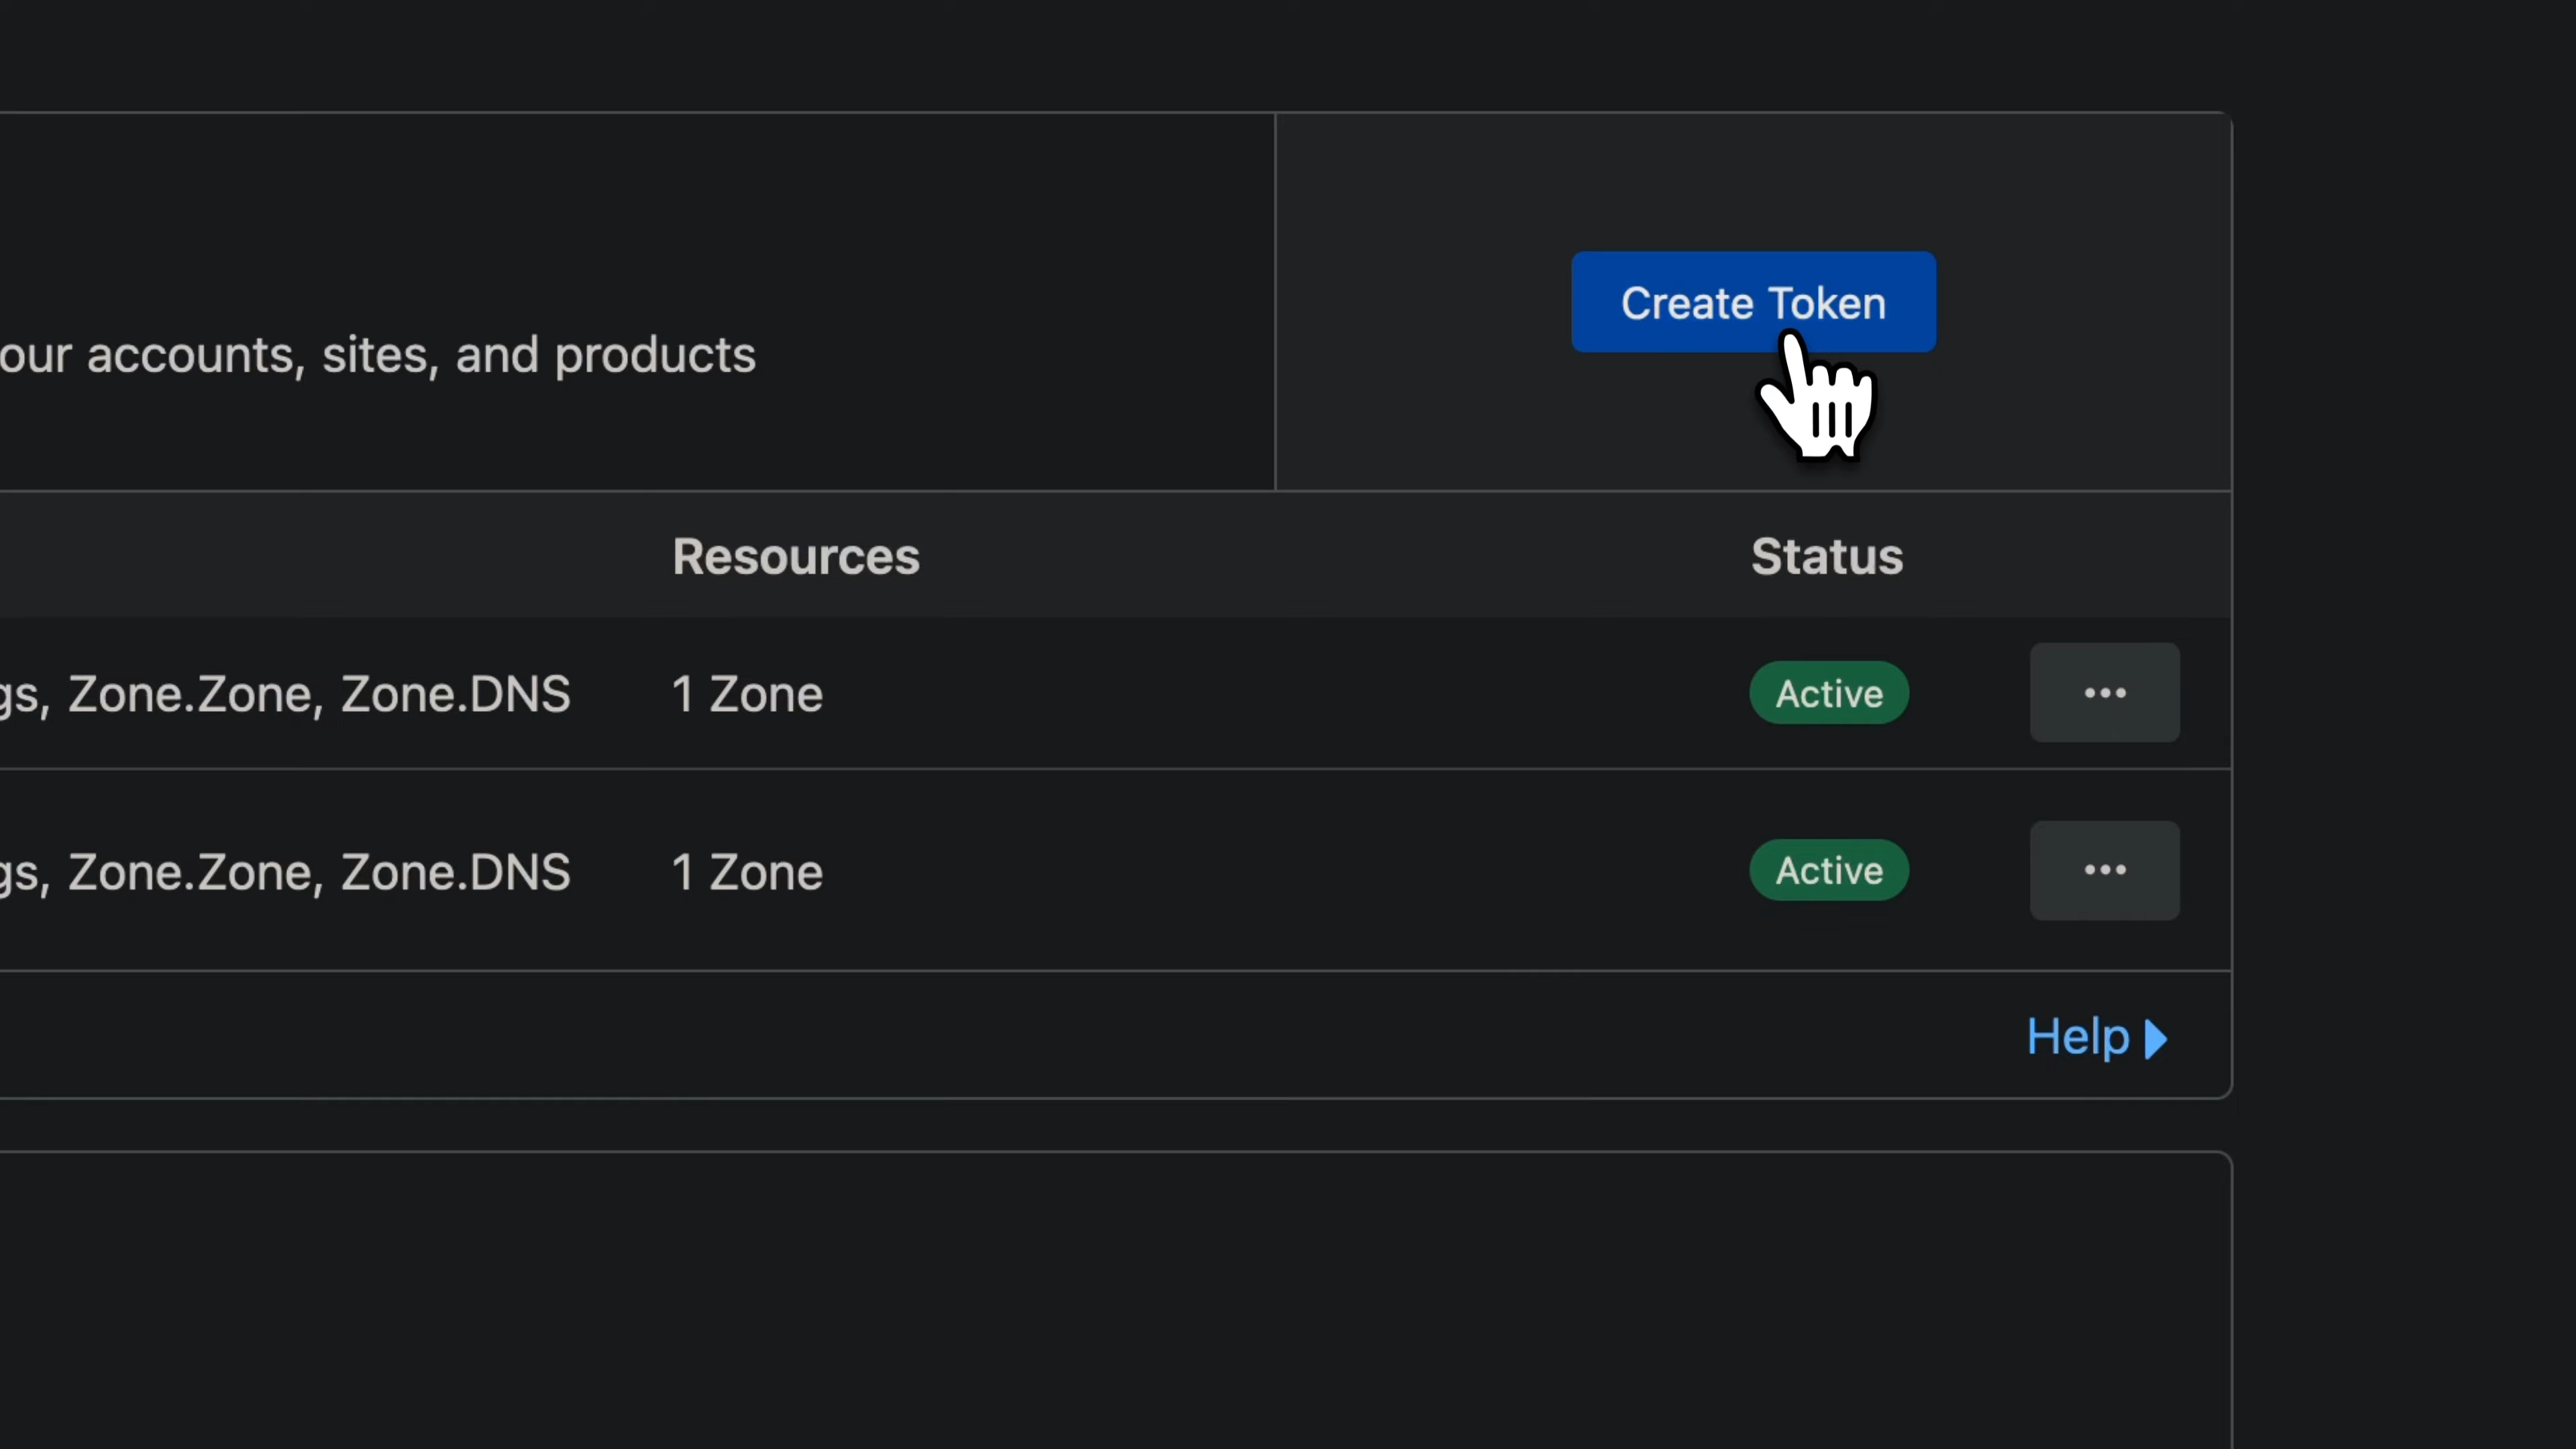 Create Token
our accounts, sites, and products
Resources Status
gs, Zone.Zone, Zone.DNS 1 Zone Active
gs, Zone.Zone, Zone.DNS 1 Zone Active
Help